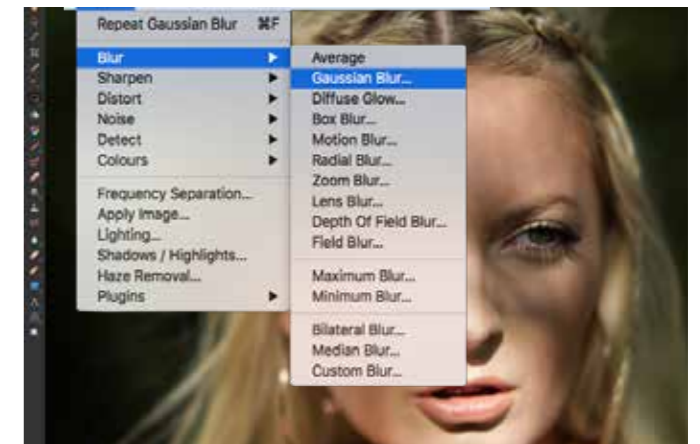 Repeat Gaussian Blur ⌘F
Blur
Sharpen
Distort
Noise
Detect
Colours
Frequency Separation...
Apply Image...
Lighting...
Shadows / Highlights...
Haze Removal...
Plugins
Average
Gaussian Blur...
Diffuse Glow...
Box Blur...
Motion Blur...
Radial Blur...
Zoom Blur...
Lens Blur...
Depth Of Field Blur...
Field Blur...
Maximum Blur...
Minimum Blur...
Bilateral Blur...
Median Blur...
Custom Blur...